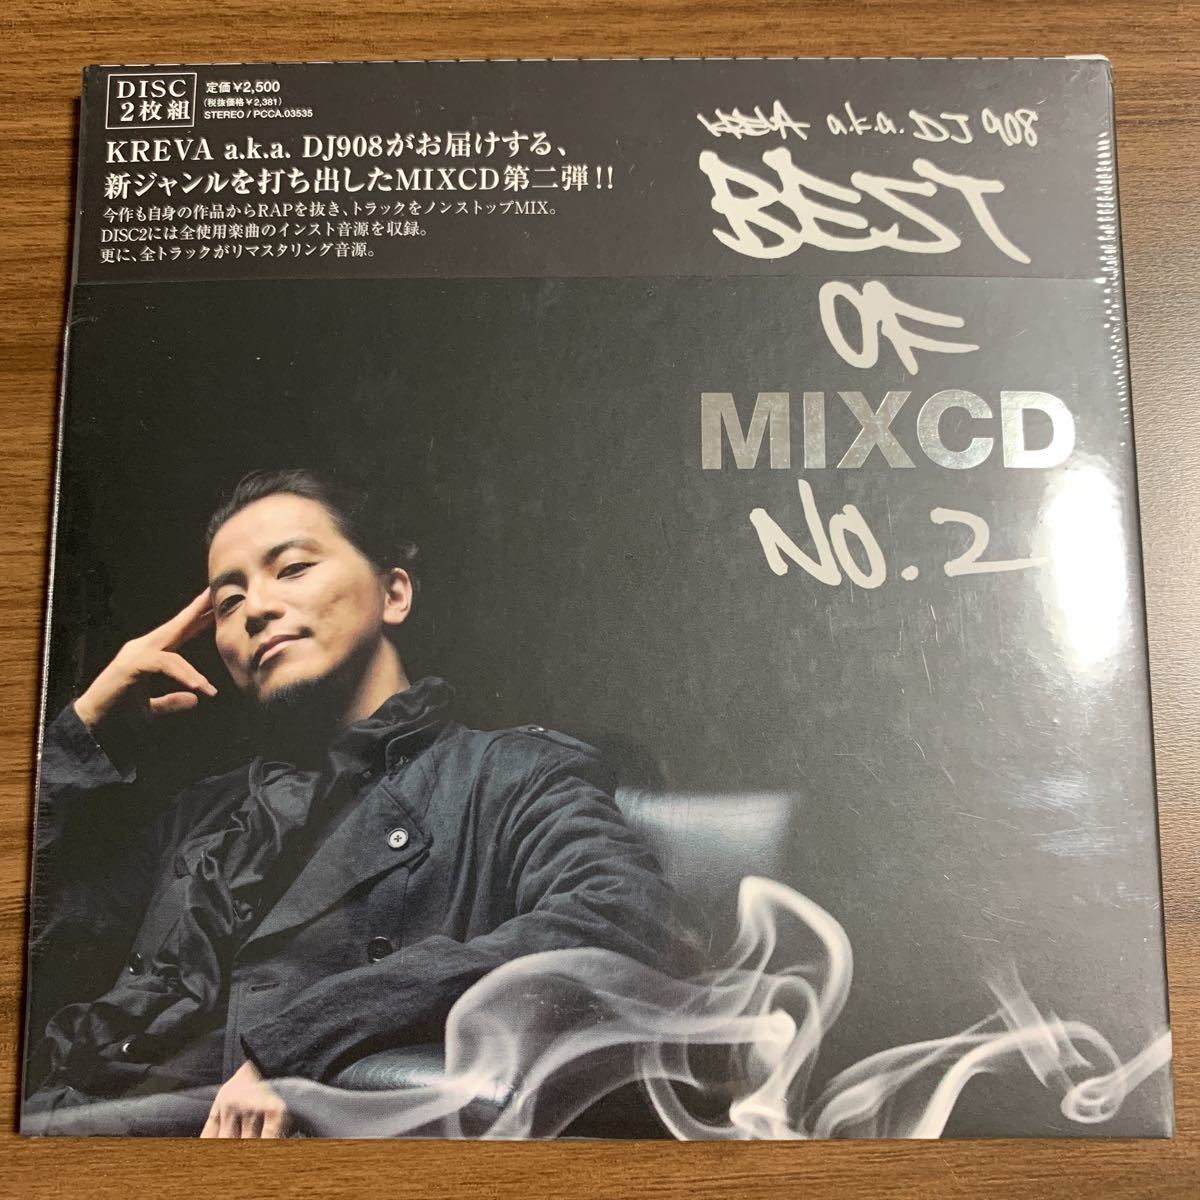 DISC
2枚組
定価¥2,500
(税抜価格¥2,381)
STEREO / PCCA.03535
KREVA a.k.a. DJ908がお届けする、
新ジャンルを打ち出したMIXCD第二弾!!
今作も自身の作品からRAPを抜き、トラックをノンストップMIX。
DISC2には全使用楽曲のインスト音源を収録。
更に、全トラックがリマスタリング音源。
KREVA a.k.a. DJ 908
BEST
OF
MIXCD
No.2